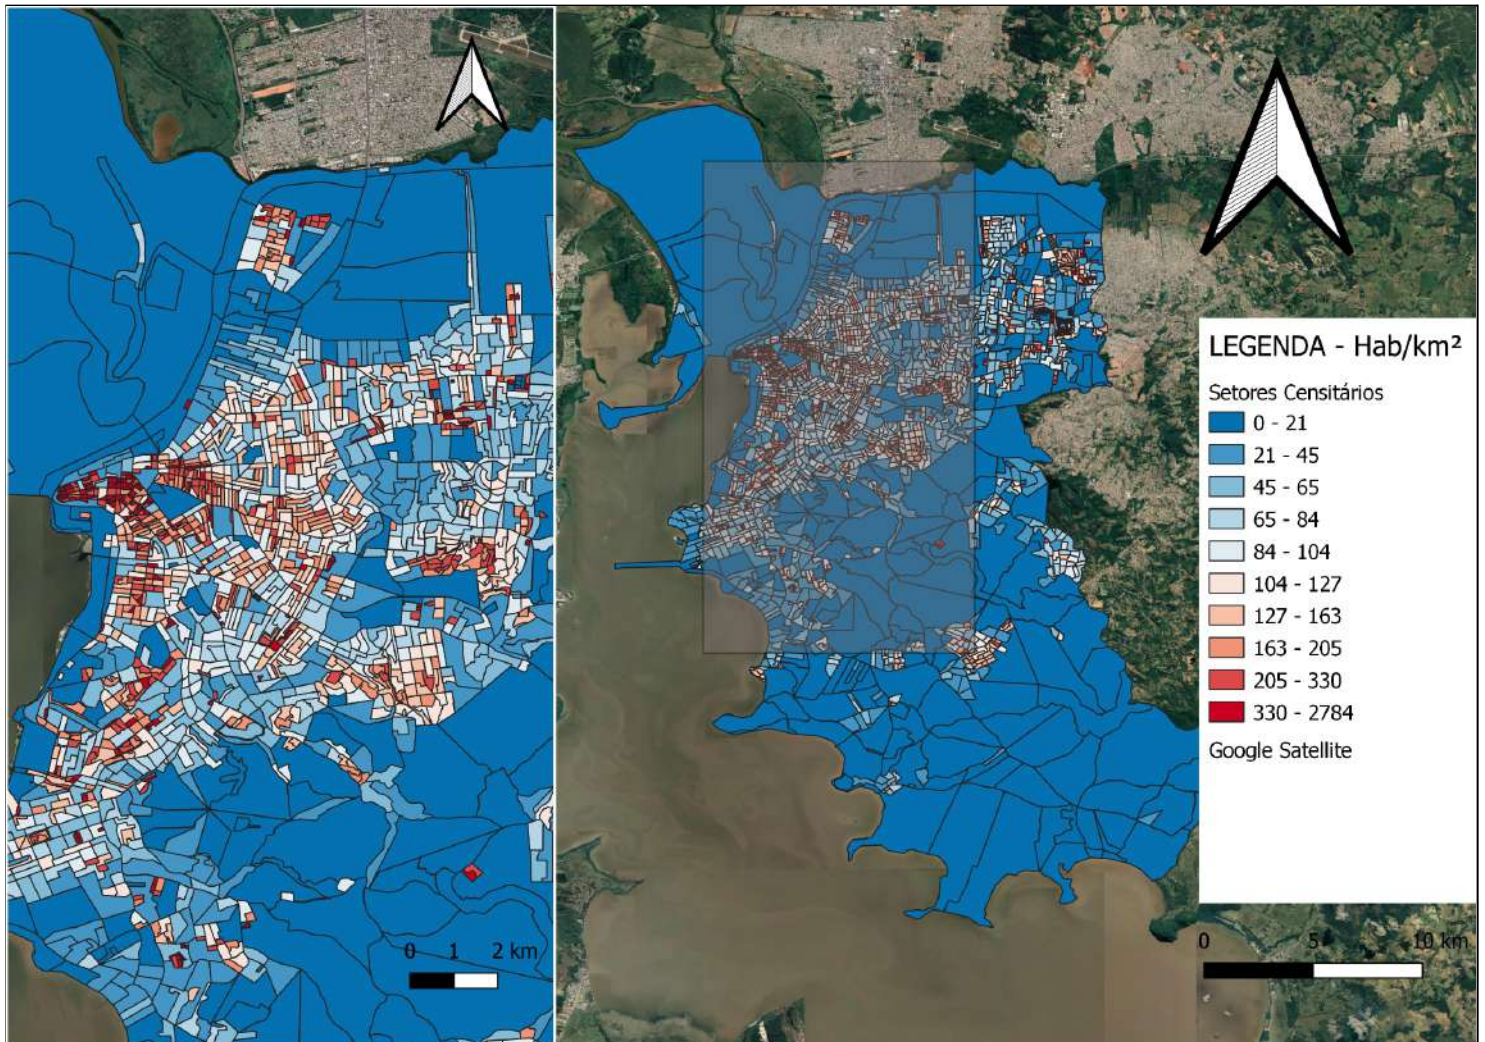 LEGENDA - Hab/km²
Setores Censitários
0 - 21
21 - 45
45 - 65
65 - 84
84 - 104
104 - 127
127 - 163
163 - 205
205 - 330
330 - 2784
Google Satellite
0 1 2 km
0 5 10 km